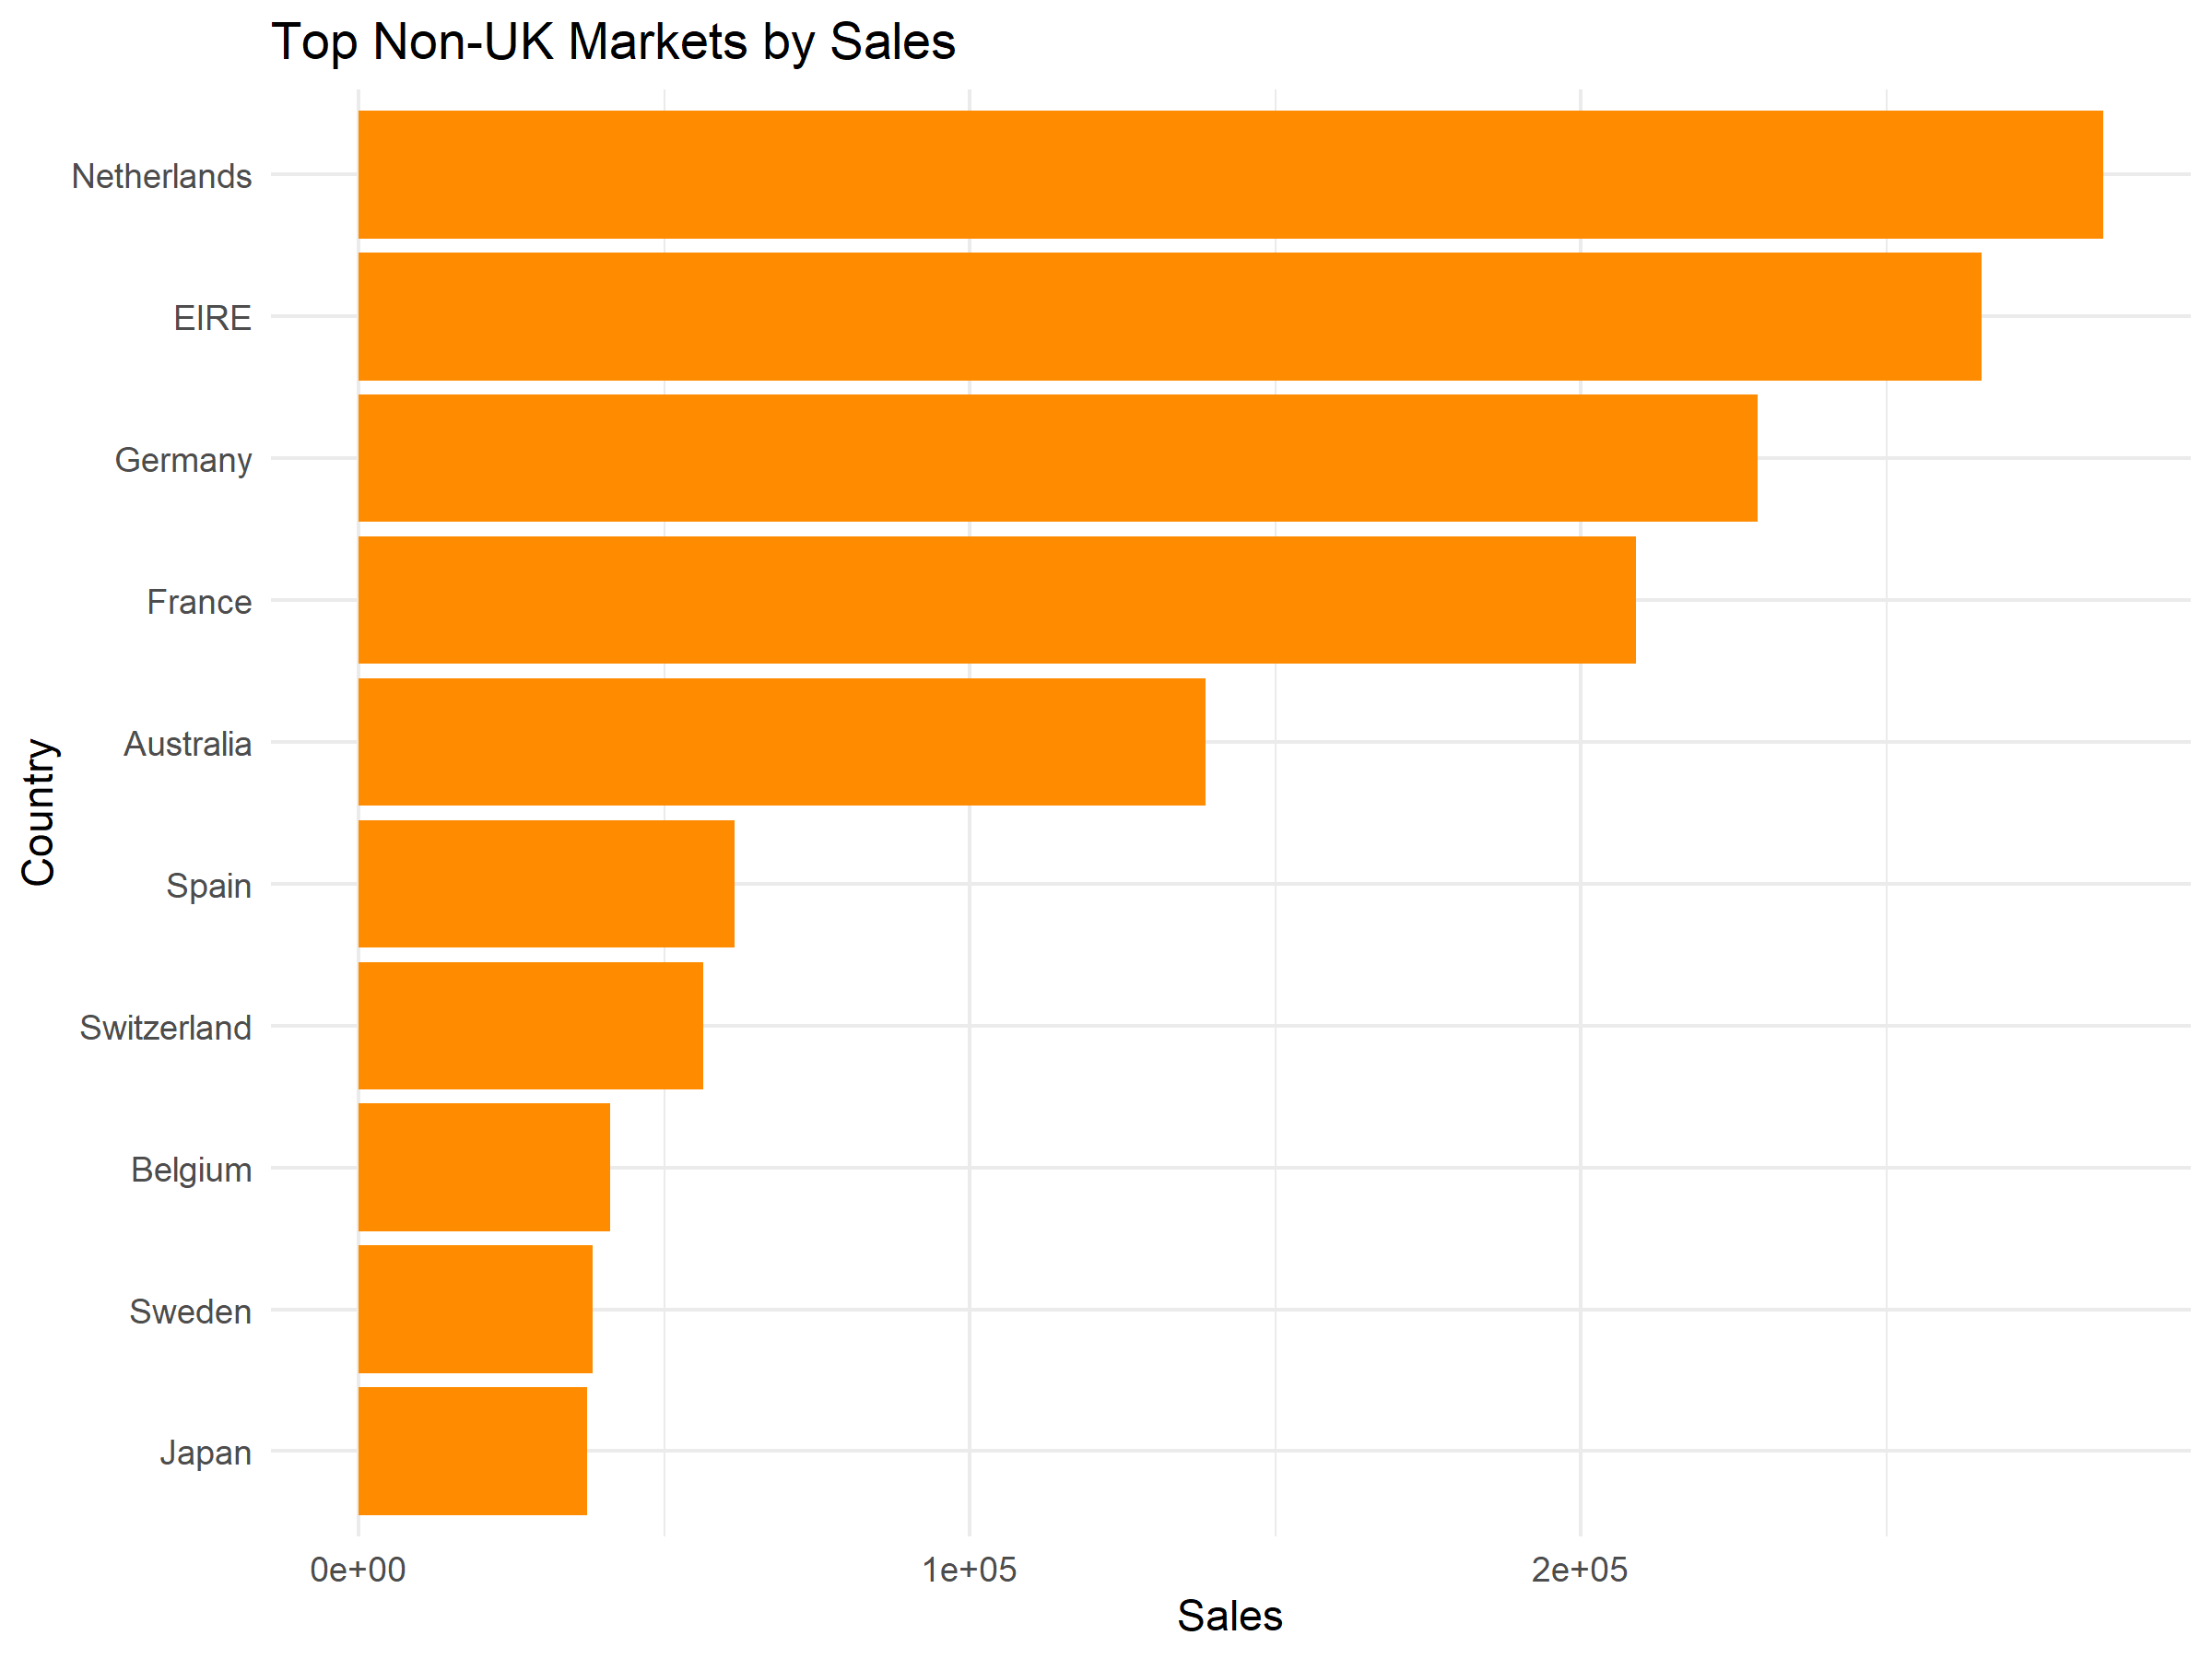 Top Non-UK Markets by Sales
Netherlands
EIRE
Germany
France
Australia
Spain
Switzerland
Belgium
Sweden
Japan
Country
0e+00 1e+05 2e+05
Sales